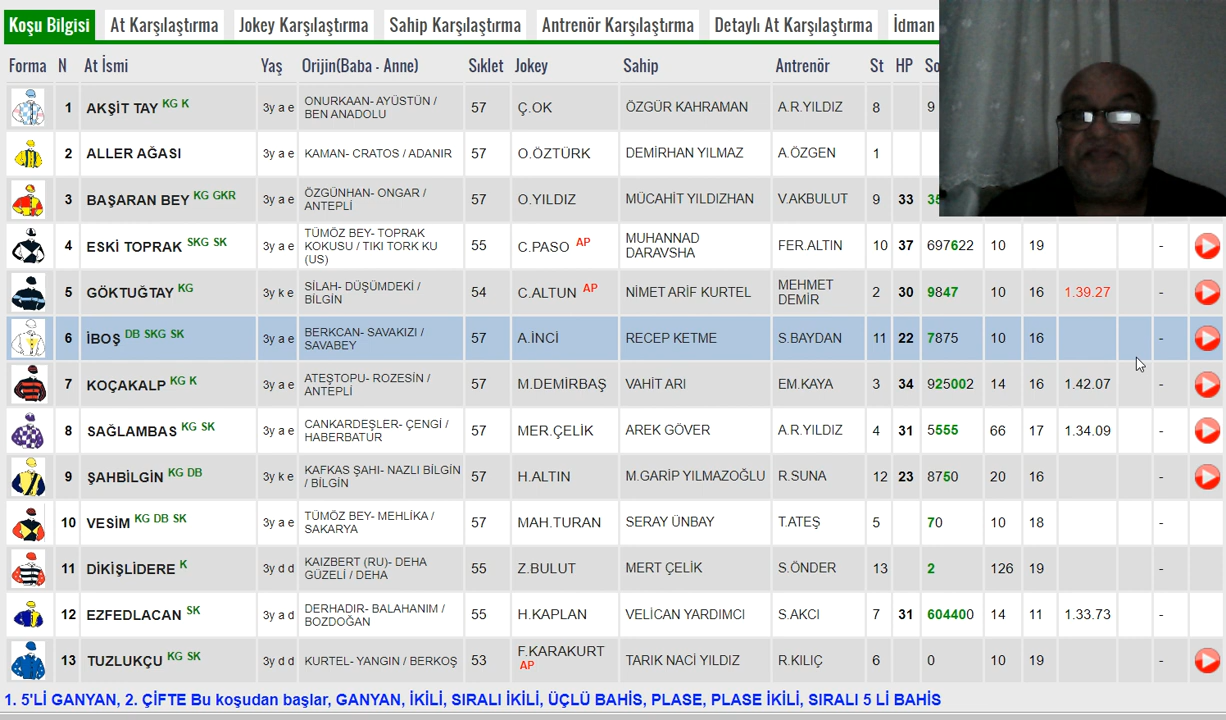 Koşu Bilgisi At Karşılaştırma Jokey Karşılaştırma Sahip Karşılaştırma Antrenör Karşılaştırma Detaylı At Karşılaştırma İdman
Forma N At İsmi Yaş Orijin(Baba - Anne) Sıklet Jokey Sahip Antrenör St HP So
1 AKŞİT TAY KG K 3y a e ONURKAAN- AYÜSTÜN / BEN ANADOLU 57 Ç.OK ÖZGÜR KAHRAMAN A.R.YILDIZ 8 9
2 ALLER AĞASI 3y a e KAMAN- CRATOS / ADANIR 57 O.ÖZTÜRK DEMİRHAN YILMAZ A.ÖZGEN 1
3 BAŞARAN BEY KG GKR 3y a e ÖZGÜNHAN- ONGAR / ANTEPLİ 57 O.YILDIZ MÜCAHİT YILDIZHAN V.AKBULUT 9 33
4 ESKİ TOPRAK SKG SK 3y a e TÜMÖZ BEY- TOPRAK KOKUSU / TIKI TORK KU (US) 55 C.PASO AP MUHANNAD DARAVSHA FER.ALTIN 10 37 697622 10 19 -
5 GÖKTUĞTAY KG 3y k e SİLAH- DÜŞÜMDEKİ / BİLGİN 54 C.ALTUN AP NİMET ARİF KURTEL MEHMET DEMİR 2 30 9847 10 16 1.39.27 -
6 İBOŞ DB SKG SK 3y a e BERKCAN- SAVAKIZI / SAVABEY 57 A.İNCİ RECEP KETME S.BAYDAN 11 22 7875 10 16 -
7 KOÇAKALP KG K 3y a e ATEŞTOPU- ROZESİN / ANTEPLİ 57 M.DEMİRBAŞ VAHİT ARI EM.KAYA 3 34 925002 14 16 1.42.07 -
8 SAĞLAMBAS KG SK 3y a e CANKARDEŞLER- ÇENGİ / HABERBATUR 57 MER.ÇELİK AREK GÖVER A.R.YILDIZ 4 31 5555 66 17 1.34.09 -
9 ŞAHBİLGİN KG DB 3y k e KAFKAS ŞAHI- NAZLI BİLGİN / BİLGİN 57 H.ALTIN M.GARİP YILMAZOĞLU R.SUNA 12 23 8750 20 16 -
10 VESİM KG DB SK 3y a e TÜMÖZ BEY- MEHLİKA / SAKARYA 57 MAH.TURAN SERAY ÜNBAY T.ATEŞ 5 70 10 18 -
11 DİKİŞLİDERE K 3y d d KAIZBERT (RU)- DEHA GÜZELİ / DEHA 55 Z.BULUT MERT ÇELİK S.ÖNDER 13 2 126 19 -
12 EZFEDLACAN SK 3y a d DERHADIR- BALAHANIM / BOZDOĞAN 55 H.KAPLAN VELİCAN YARDIMCI S.AKCI 7 31 604400 14 11 1.33.73 -
13 TUZLUKÇU KG SK 3y d d KURTEL- YANGIN / BERKOŞ 53 F.KARAKURT AP TARIK NACİ YILDIZ R.KILIÇ 6 0 10 19 -
1. 5'Lİ GANYAN, 2. ÇİFTE Bu koşudan başlar, GANYAN, İKİLİ, SIRALI İKİLİ, ÜÇLÜ BAHİS, PLASE, PLASE İKİLİ, SIRALI 5 Lİ BAHİS